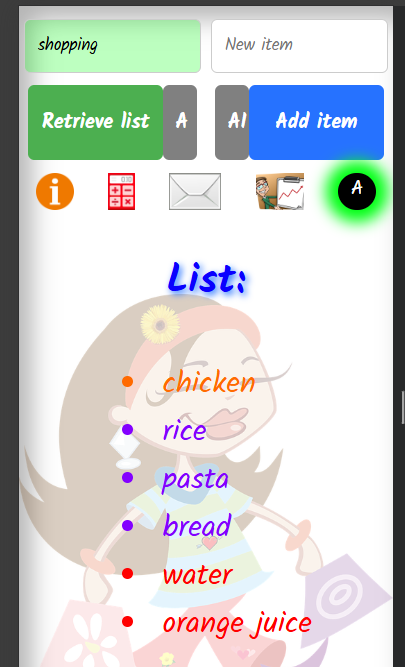 shopping New item
Retrieve list A AI Add item
i A
List:
chicken
rice
pasta
bread
water
orange juice